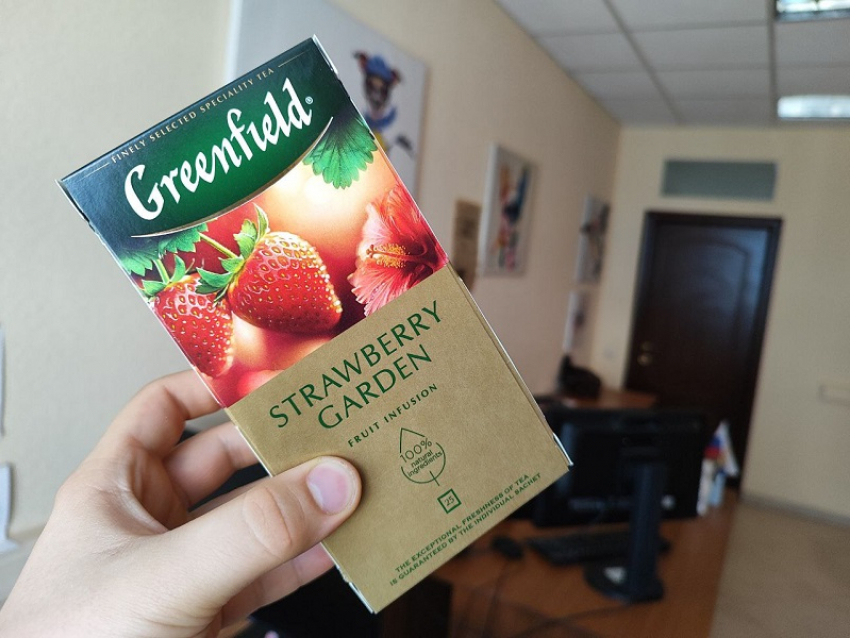 FINELY SELECTED SPECIALITY TEA
Greenfield®
STRAWBERRY
GARDEN
FRUIT INFUSION
100%
natural
ingredients
25
THE EXCEPTIONAL FRESHNESS OF TEA
IS GUARANTEED BY THE INDIVIDUAL SACHET